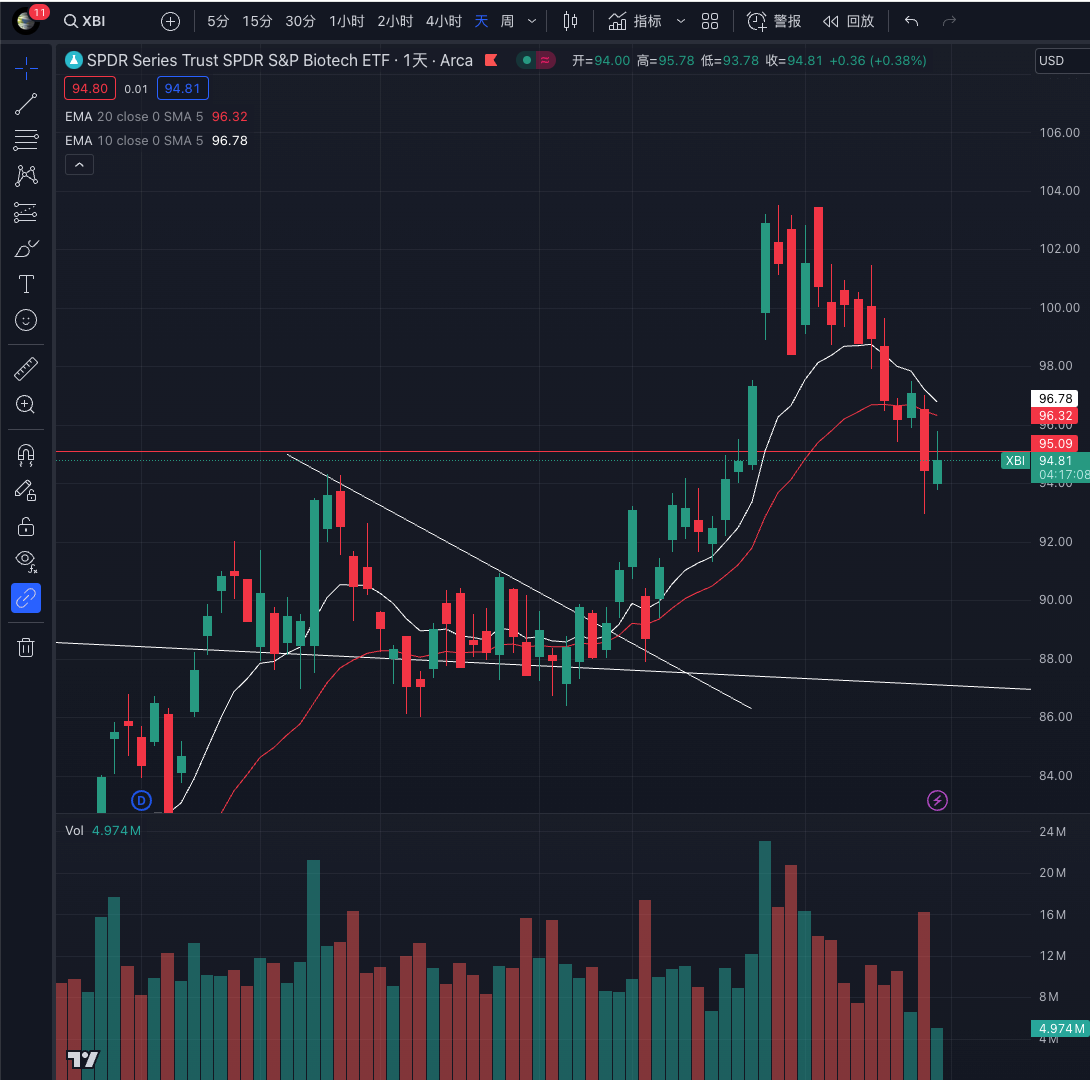 11 XBI 5分 15分 30分 1小时 2小时 4小时 天 周 指标 警报 回放
SPDR Series Trust SPDR S&P Biotech ETF · 1天 · Arca 开=94.00 高=95.78 低=93.78 收=94.81 +0.36 (+0.38%) USD
94.80 0.01 94.81
EMA 20 close 0 SMA 5 96.32
EMA 10 close 0 SMA 5 96.78
106.00
104.00
102.00
100.00
98.00
96.78
96.32
96.00
95.09
XBI 94.81
04:17:08
94.00
92.00
90.00
88.00
86.00
84.00
D
Vol 4.974M
24M
20M
16M
12M
8M
4.974M
4M